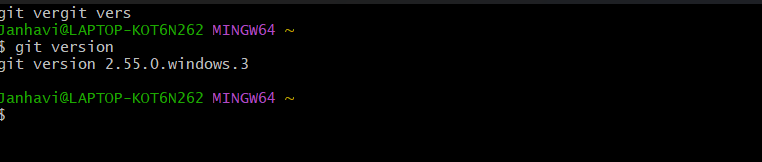 git vergit vers
Janhavi@LAPTOP-KOT6N262 MINGW64 ~
$ git version
git version 2.55.0.windows.3
Janhavi@LAPTOP-KOT6N262 MINGW64 ~
$